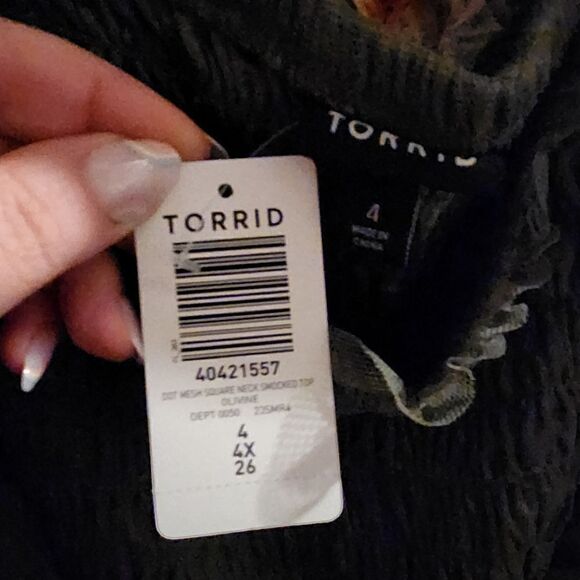 TORRID
40421557
DOT MESH SQUARE NECK SMOCKED TOP
OLIVINE
DEPT 0050 23SMR4
4
4X
26
TORRID
4
MADE IN
CHINA